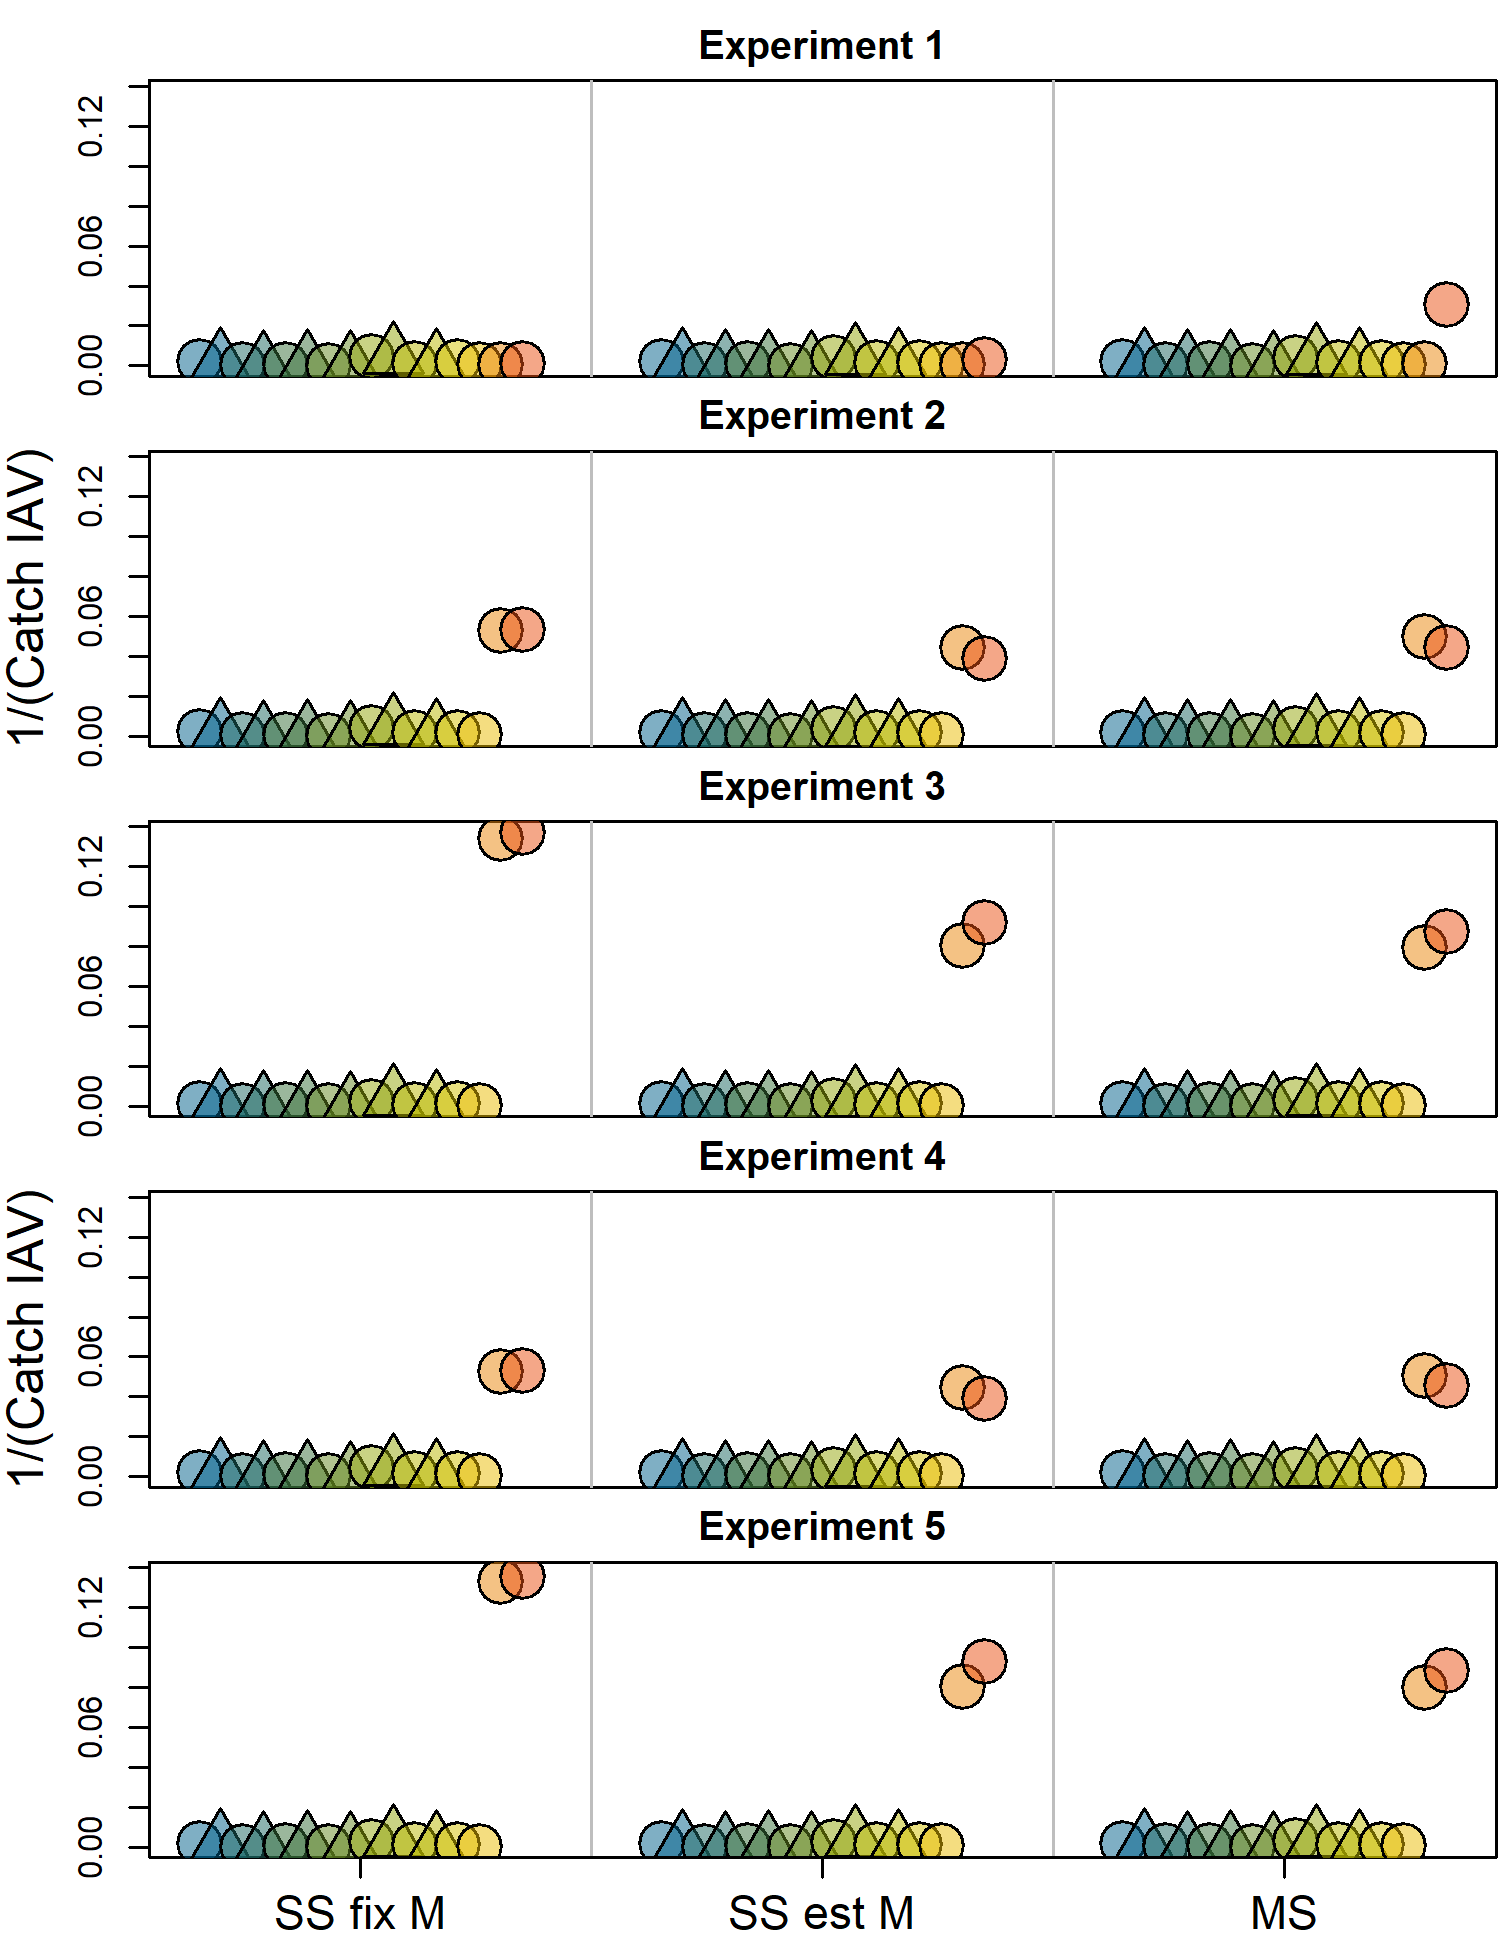 Experiment 1
0.12
0.06
0.00
Experiment 2
1/(Catch IAV)
0.12
0.06
0.00
Experiment 3
0.12
0.06
0.00
Experiment 4
1/(Catch IAV)
0.12
0.06
0.00
Experiment 5
0.12
0.06
0.00
SS fix M SS est M MS